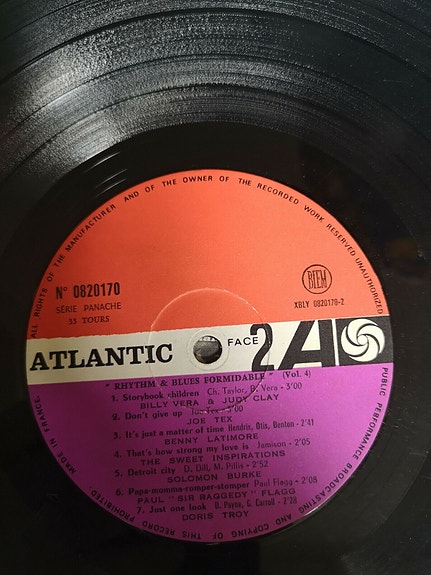 ALL RIGHTS OF THE MANUFACTURER AND OF THE OWNER OF THE RECORDED WORK RESERVED UNAUTHORIZED
PUBLIC PERFORMANCE BROADCASTING
AND COPYING OF THIS RECORD PROHIBITED.
MADE IN FRANCE
N° 0820170
SÉRIE PANACHE
33 TOURS
BIEM
XBLY 0820170-2
ATLANTIC
FACE 2
A
" RHYTHM & BLUES FORMIDABLE " (Vol. 4)
1. Storybook children Ch. Taylor, B. Vera - 3'00
BILLY VERA & JUDY CLAY
2. Don't give up Joe Tex - 3'00
JOE TEX
3. It's just a matter of time Hendrix, Otis, Benton - 2'41
BENNY LATIMORE
4. That's how strong my love is Jamison - 2'05
THE SWEET INSPIRATIONS
5. Detroit city D. Dill, M. Pillis - 2'52
SOLOMON BURKE
6. Papa-momma-romper-stomper Paul Flagg - 2'08
PAUL "SIR RAGGEDY" FLAGG
7. Just one look D. Payne, G. Carroll - 2'28
DORIS TROY